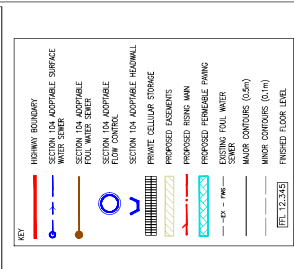 KEY
HIGHWAY BOUNDARY
SECTION 104 ADOPTABLE SURFACE
WATER SEWER
SECTION 104 ADOPTABLE
FOUL WATER SEWER
SECTION 104 ADOPTABLE
FLOW CONTROL
SECTION 104 ADOPTABLE HEADWALL
PRIVATE CELLULAR STORAGE
PROPOSED EASEMENTS
PROPOSED RISING MAIN
PROPOSED PERMEABLE PAVING
—EX - FWS— EXISTING FOUL WATER
SEWER
MAJOR CONTOURS (0.5m)
MINOR CONTOURS (0.1m)
FFL 12.345 FINISHED FLOOR LEVEL